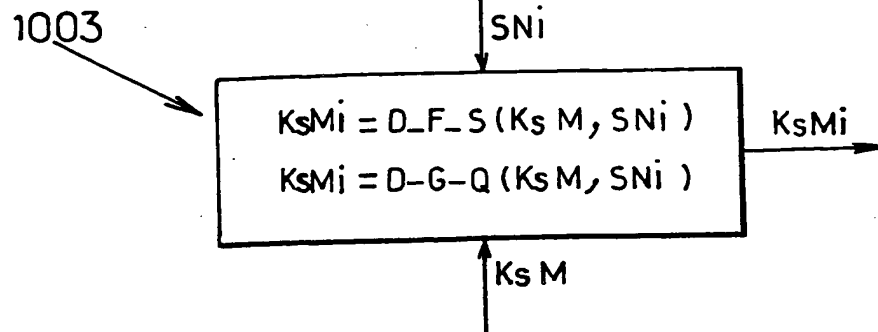 1003
SNi
KsMi = D_F_S (Ks M, SNi )
KsMi
KsMi = D-G-Q (Ks M, SNi )
Ks M